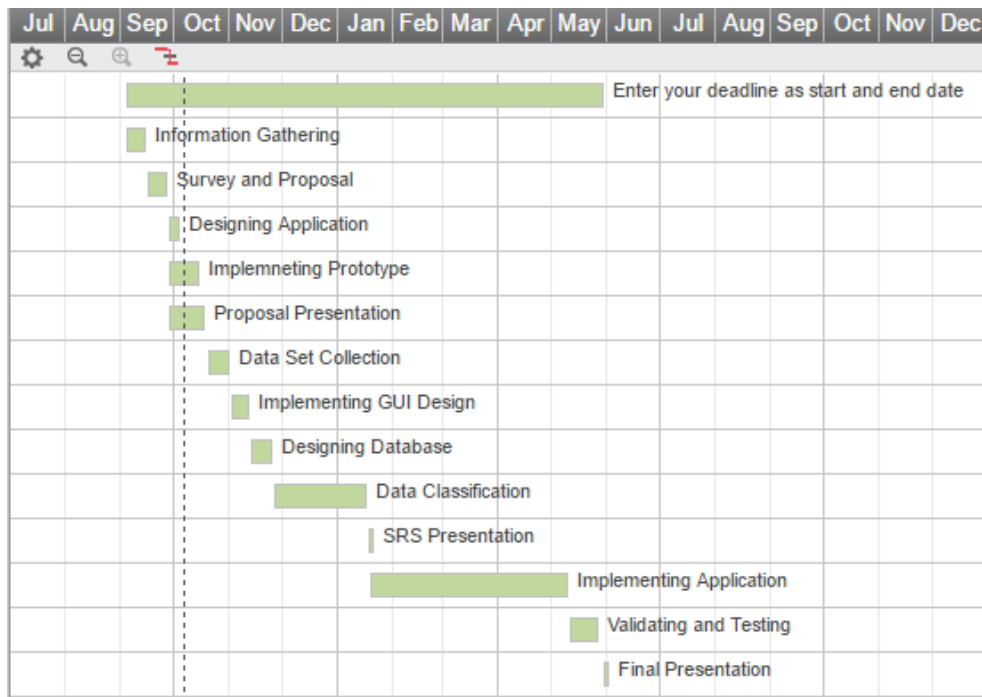 Jul Aug Sep Oct Nov Dec Jan Feb Mar Apr May Jun Jul Aug Sep Oct Nov Dec
Enter your deadline as start and end date
Information Gathering
Survey and Proposal
Designing Application
Implemneting Prototype
Proposal Presentation
Data Set Collection
Implementing GUI Design
Designing Database
Data Classification
SRS Presentation
Implementing Application
Validating and Testing
Final Presentation